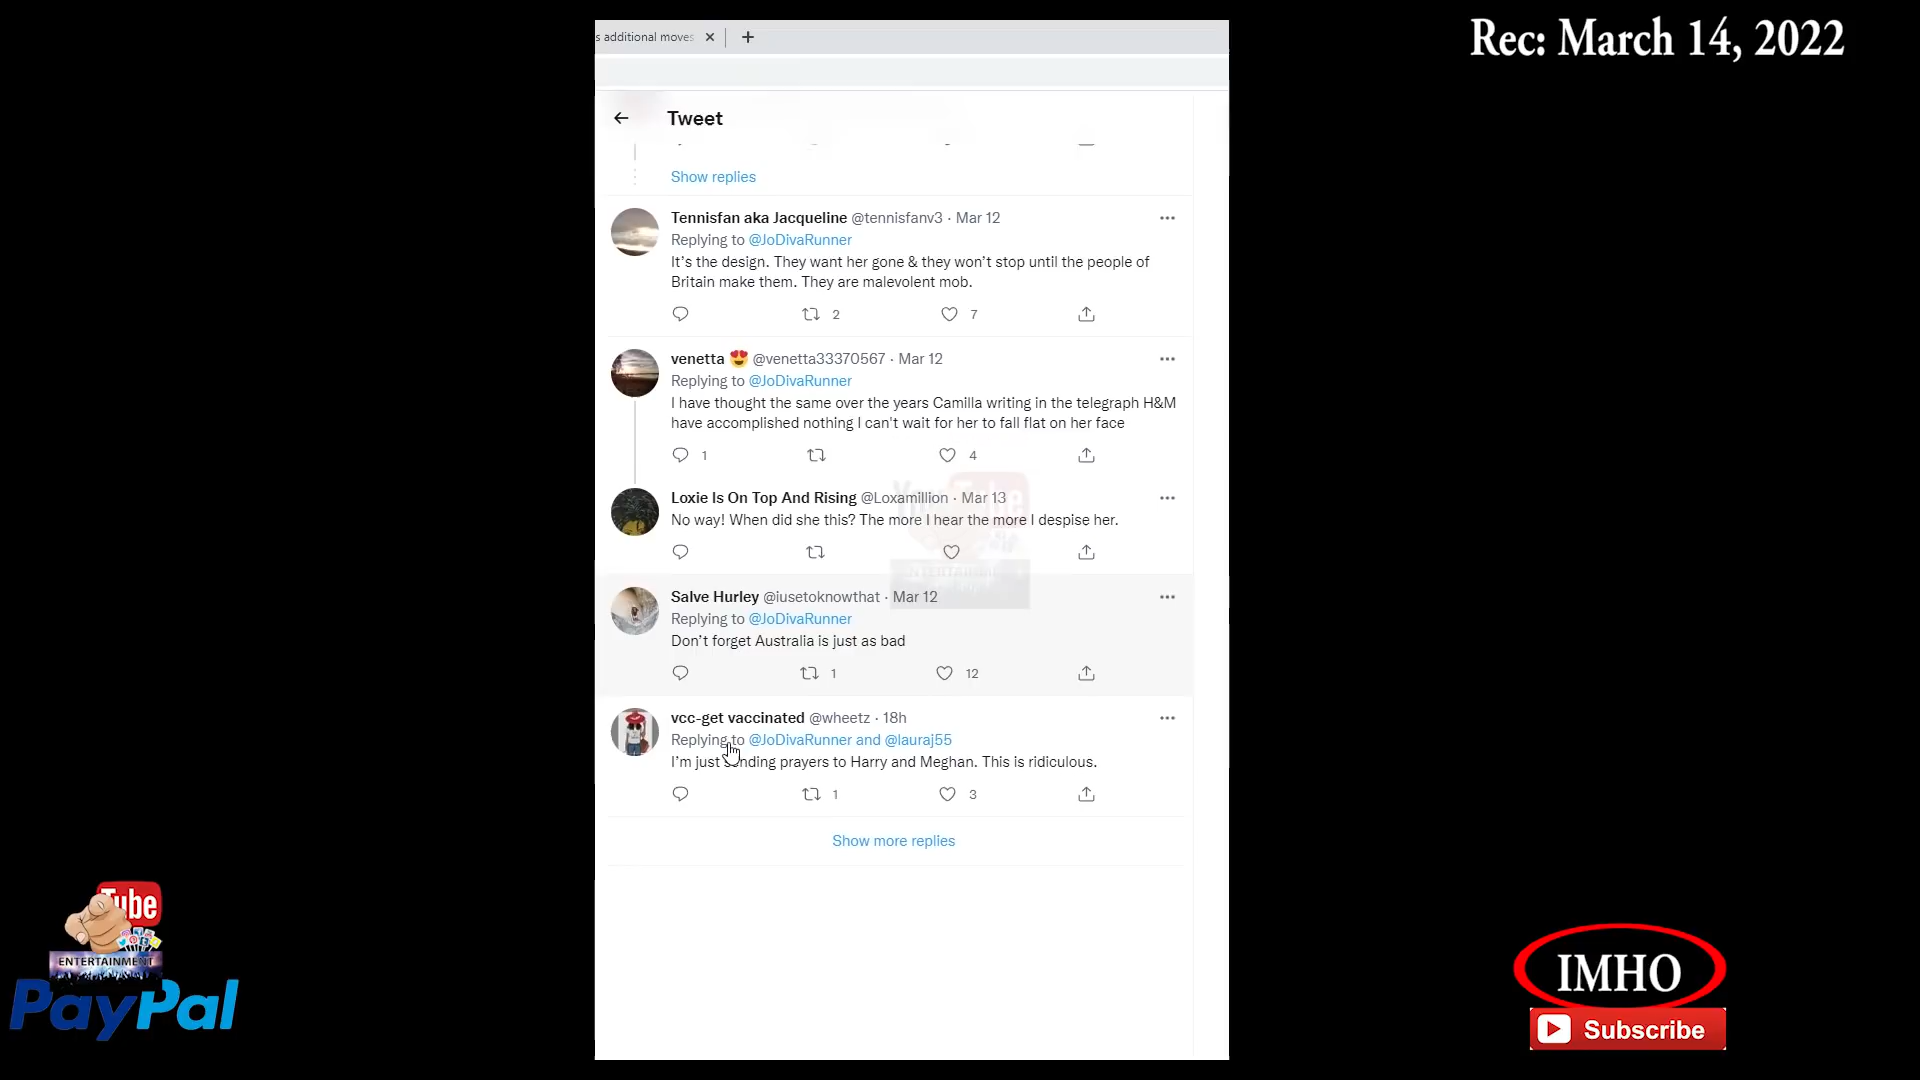 Rec: March 14, 2022
s additional moves
Tweet
Show replies
Tennisfan aka Jacqueline @tennisfanv3 · Mar 12
Replying to @JoDivaRunner
It’s the design. They want her gone & they won’t stop until the people of
Britain make them. They are malevolent mob.
2 7
venetta 😍 @venetta33370567 · Mar 12
Replying to @JoDivaRunner
I have thought the same over the years Camilla writing in the telegraph H&M
have accomplished nothing I can't wait for her to fall flat on her face
1 4
Loxie Is On Top And Rising @Loxamillion · Mar 13
No way! When did she this? The more I hear the more I despise her.
Salve Hurley @iusetoknowthat · Mar 12
Replying to @JoDivaRunner
Don’t forget Australia is just as bad
1 12
vcc-get vaccinated @wheetz · 18h
Replying to @JoDivaRunner and @lauraj55
I’m just sending prayers to Harry and Meghan. This is ridiculous.
1 3
Show more replies
Tube
ENTERTAINMENT
PayPal
IMHO
Subscribe